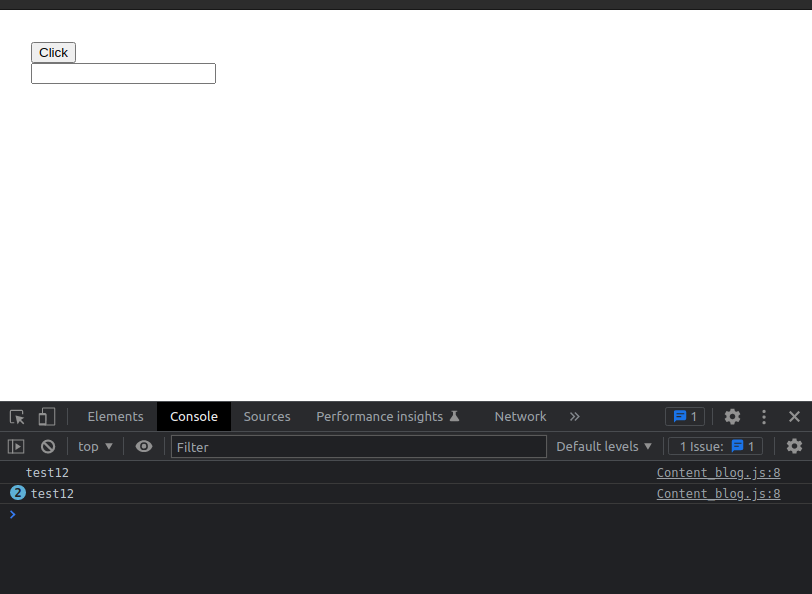 Click
Elements Console Sources Performance insights Network 1
top Filter Default levels 1 Issue: 1
test12 Content_blog.js:8
2 test12 Content_blog.js:8